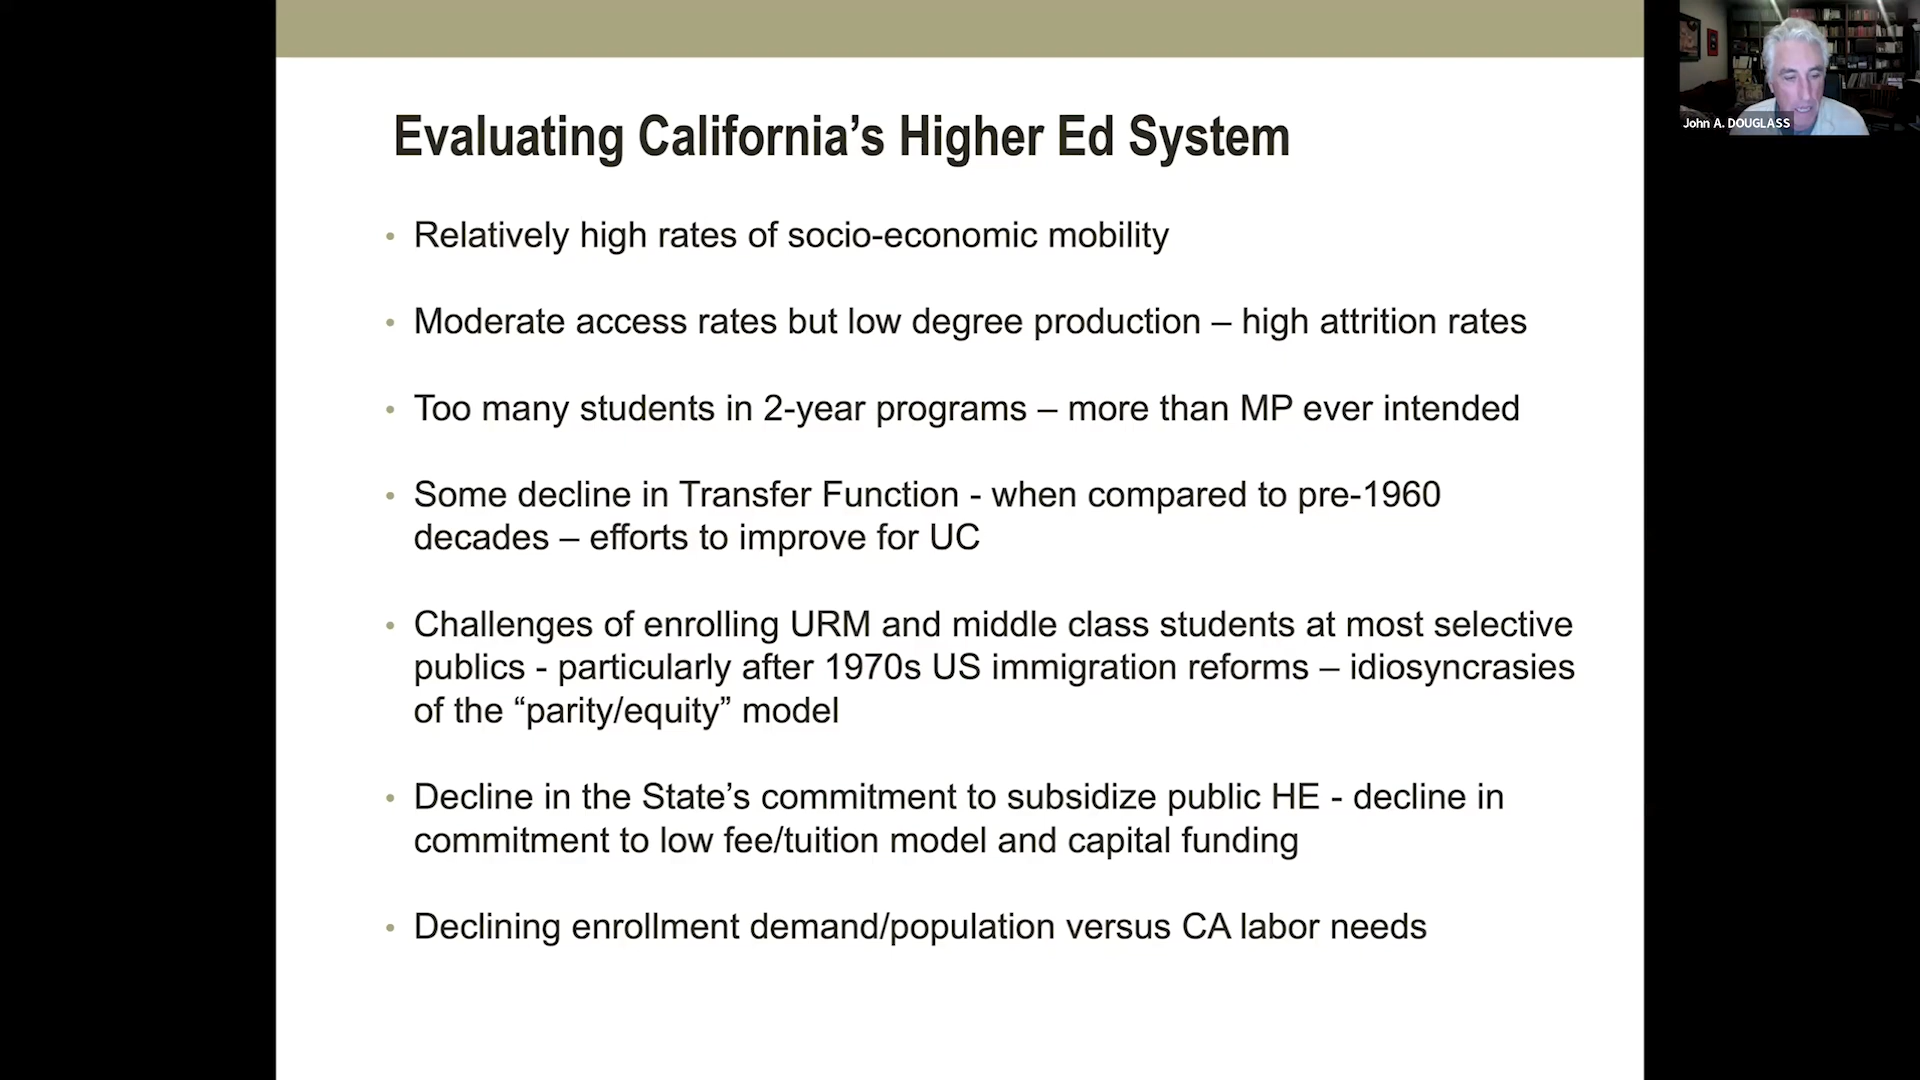 Evaluating California’s Higher Ed System
• Relatively high rates of socio-economic mobility
• Moderate access rates but low degree production – high attrition rates
• Too many students in 2-year programs – more than MP ever intended
• Some decline in Transfer Function - when compared to pre-1960
decades – efforts to improve for UC
• Challenges of enrolling URM and middle class students at most selective
publics - particularly after 1970s US immigration reforms – idiosyncrasies
of the “parity/equity” model
• Decline in the State’s commitment to subsidize public HE - decline in
commitment to low fee/tuition model and capital funding
• Declining enrollment demand/population versus CA labor needs
John A. DOUGLASS